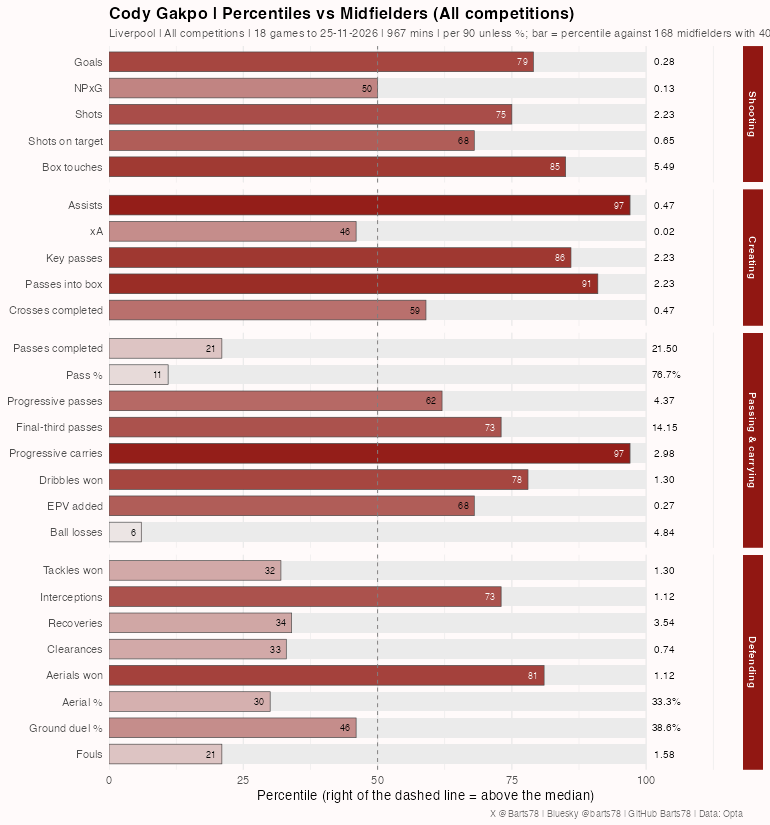 Cody Gakpo | Percentiles vs Midfielders (All competitions)
Liverpool | All competitions | 18 games to 25-11-2026 | 967 mins | per 90 unless %; bar = percentile against 168 midfielders with 40
Goals 79 0.28
NPxG 50 0.13
Shots 75 2.23
Shots on target 68 0.65
Box touches 85 5.49
Shooting
Assists 97 0.47
xA 46 0.02
Key passes 86 2.23
Passes into box 91 2.23
Crosses completed 59 0.47
Creating
Passes completed 21 21.50
Pass % 11 76.7%
Progressive passes 62 4.37
Final-third passes 73 14.15
Progressive carries 97 2.98
Dribbles won 78 1.30
EPV added 68 0.27
Ball losses 6 4.84
Passing & carrying
Tackles won 32 1.30
Interceptions 73 1.12
Recoveries 34 3.54
Clearances 33 0.74
Aerials won 81 1.12
Aerial % 30 33.3%
Ground duel % 46 38.6%
Fouls 21 1.58
Defending
0 25 50 75 100
Percentile (right of the dashed line = above the median)
X @Barts78 | Bluesky @barts78 | GitHub Barts78 | Data: Opta